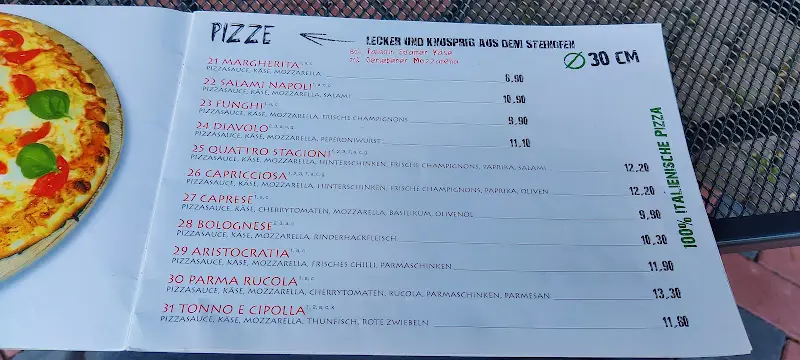 PIZZE
LECKER UND KNUSPRIG AUS DEM STEINOFEN
Käse
Geriebener Mozzarella
Ø 30 CM
21 MARGHERITA
PIZZASAUCE, KÄSE, MOZZARELLA 8,90
22 SALAMI NAPOLI
PIZZASAUCE, KÄSE, MOZZARELLA, SALAMI 10,90
23 FUNGHI
PIZZASAUCE, KÄSE, MOZZARELLA, FRISCHE CHAMPIGNONS 9,90
24 DIAVOLO
PIZZASAUCE, KÄSE, MOZZARELLA, PEPERONIWURST 11,10
25 QUATTRO STAGIONI
PIZZASAUCE, KÄSE, MOZZARELLA, HINTERSCHINKEN, FRISCHE CHAMPIGNONS, PAPRIKA, SALAMI 12,20
26 CAPRICCIOSA
PIZZASAUCE, KÄSE, MOZZARELLA, HINTERSCHINKEN, FRISCHE CHAMPIGNONS, PAPRIKA, OLIVEN 12,20
27 CAPRESE
PIZZASAUCE, KÄSE, CHERRYTOMATEN, MOZZARELLA, BASILIKUM, OLIVENÖL 9,90
28 BOLOGNESE
PIZZASAUCE, KÄSE, MOZZARELLA, RINDERHACKFLEISCH 10,30
29 ARISTOCRATIA
PIZZASAUCE, KÄSE, MOZZARELLA, FRISCHES CHILLI, PARMASCHINKEN 11,90
30 PARMA RUCOLA
PIZZASAUCE, KÄSE, MOZZARELLA, CHERRYTOMATEN, RUCOLA, PARMASCHINKEN, PARMESAN 13,30
31 TONNO E CIPOLLA
PIZZASAUCE, KÄSE, MOZZARELLA, THUNFISCH, ROTE ZWIEBELN 11,60
100% ITALIENISCHE PIZZA